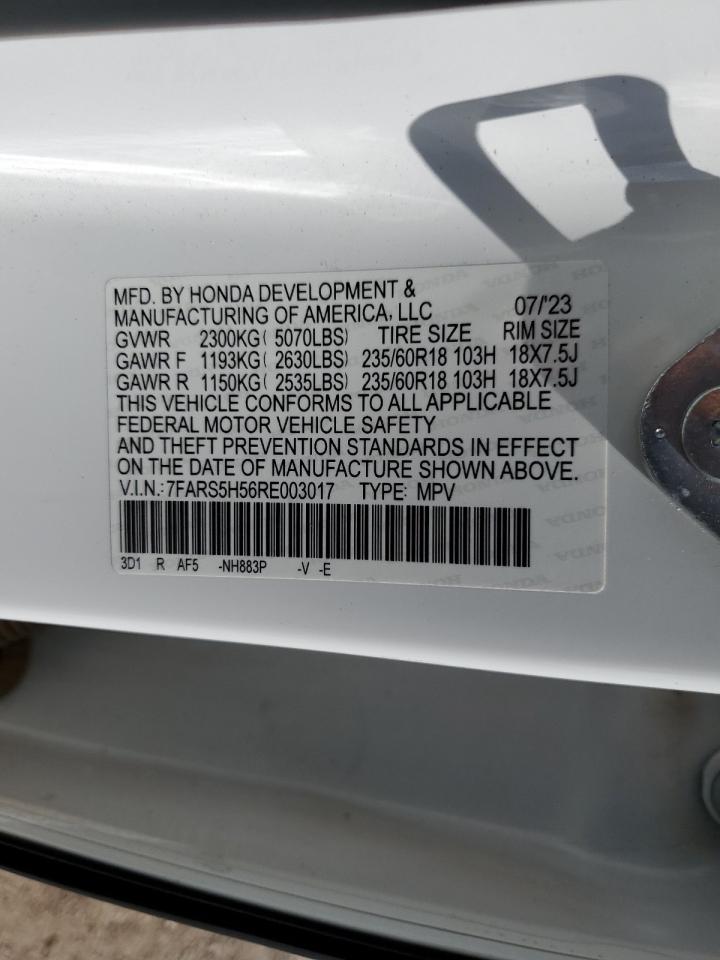 MFD. BY HONDA DEVELOPMENT &
MANUFACTURING OF AMERICA, LLC 07/'23
GVWR 2300KG( 5070LBS) TIRE SIZE RIM SIZE
GAWR F 1193KG( 2630LBS) 235/60R18 103H 18X7.5J
GAWR R 1150KG( 2535LBS) 235/60R18 103H 18X7.5J
THIS VEHICLE CONFORMS TO ALL APPLICABLE
FEDERAL MOTOR VEHICLE SAFETY
AND THEFT PREVENTION STANDARDS IN EFFECT
ON THE DATE OF MANUFACTURE SHOWN ABOVE.
V.I.N.:7FARS5H56RE003017 TYPE: MPV
3D1 R AF5 -NH883P -V -E